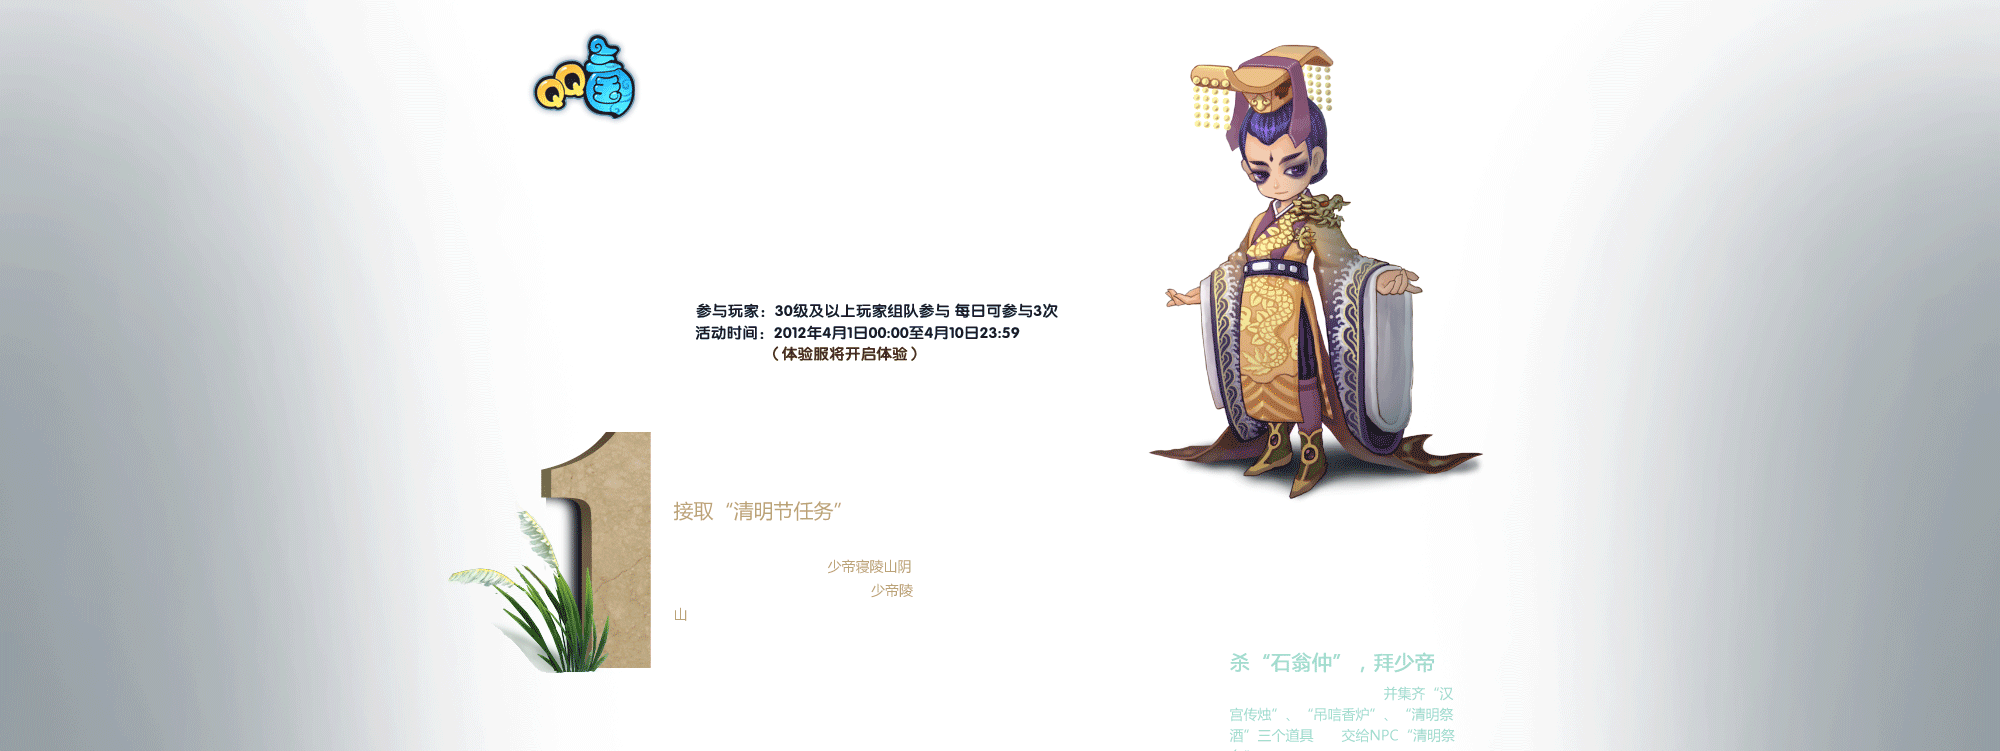 QQ三国
参与玩家：30级及以上玩家组队参与 每日可参与3次
活动时间：2012年4月1日00:00至4月10日23:59
（体验服将开启体验）
1
接取“清明节任务”
少帝寝陵山阴
少帝陵
山
杀“石翁仲”，拜少帝
并集齐“汉
宫传烛”、“吊唁香炉”、“清明祭
酒”三个道具 交给NPC“清明祭